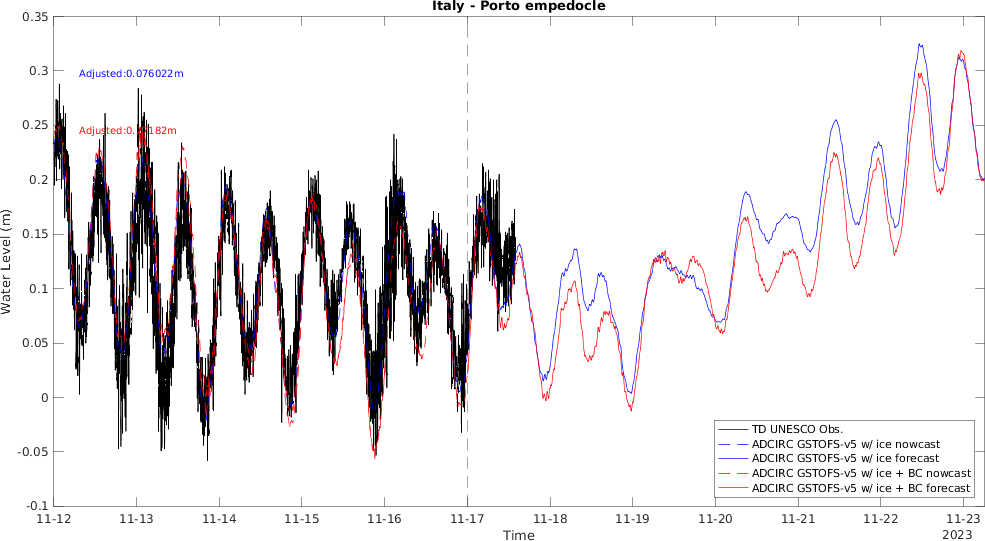 Italy - Porto empedocle
0.35
0.3
0.25
0.2
0.15
0.1
0.05
0
-0.05
-0.1
Water Level (m)
Adjusted:0.076022m
TD UNESCO Obs.
ADCIRC GSTOFS-v5 w/ ice nowcast
ADCIRC GSTOFS-v5 w/ ice forecast
ADCIRC GSTOFS-v5 w/ ice + BC nowcast
ADCIRC GSTOFS-v5 w/ ice + BC forecast
11-12 11-13 11-14 11-15 11-16 11-17 11-18 11-19 11-20 11-21 11-22 11-23
Time
2023